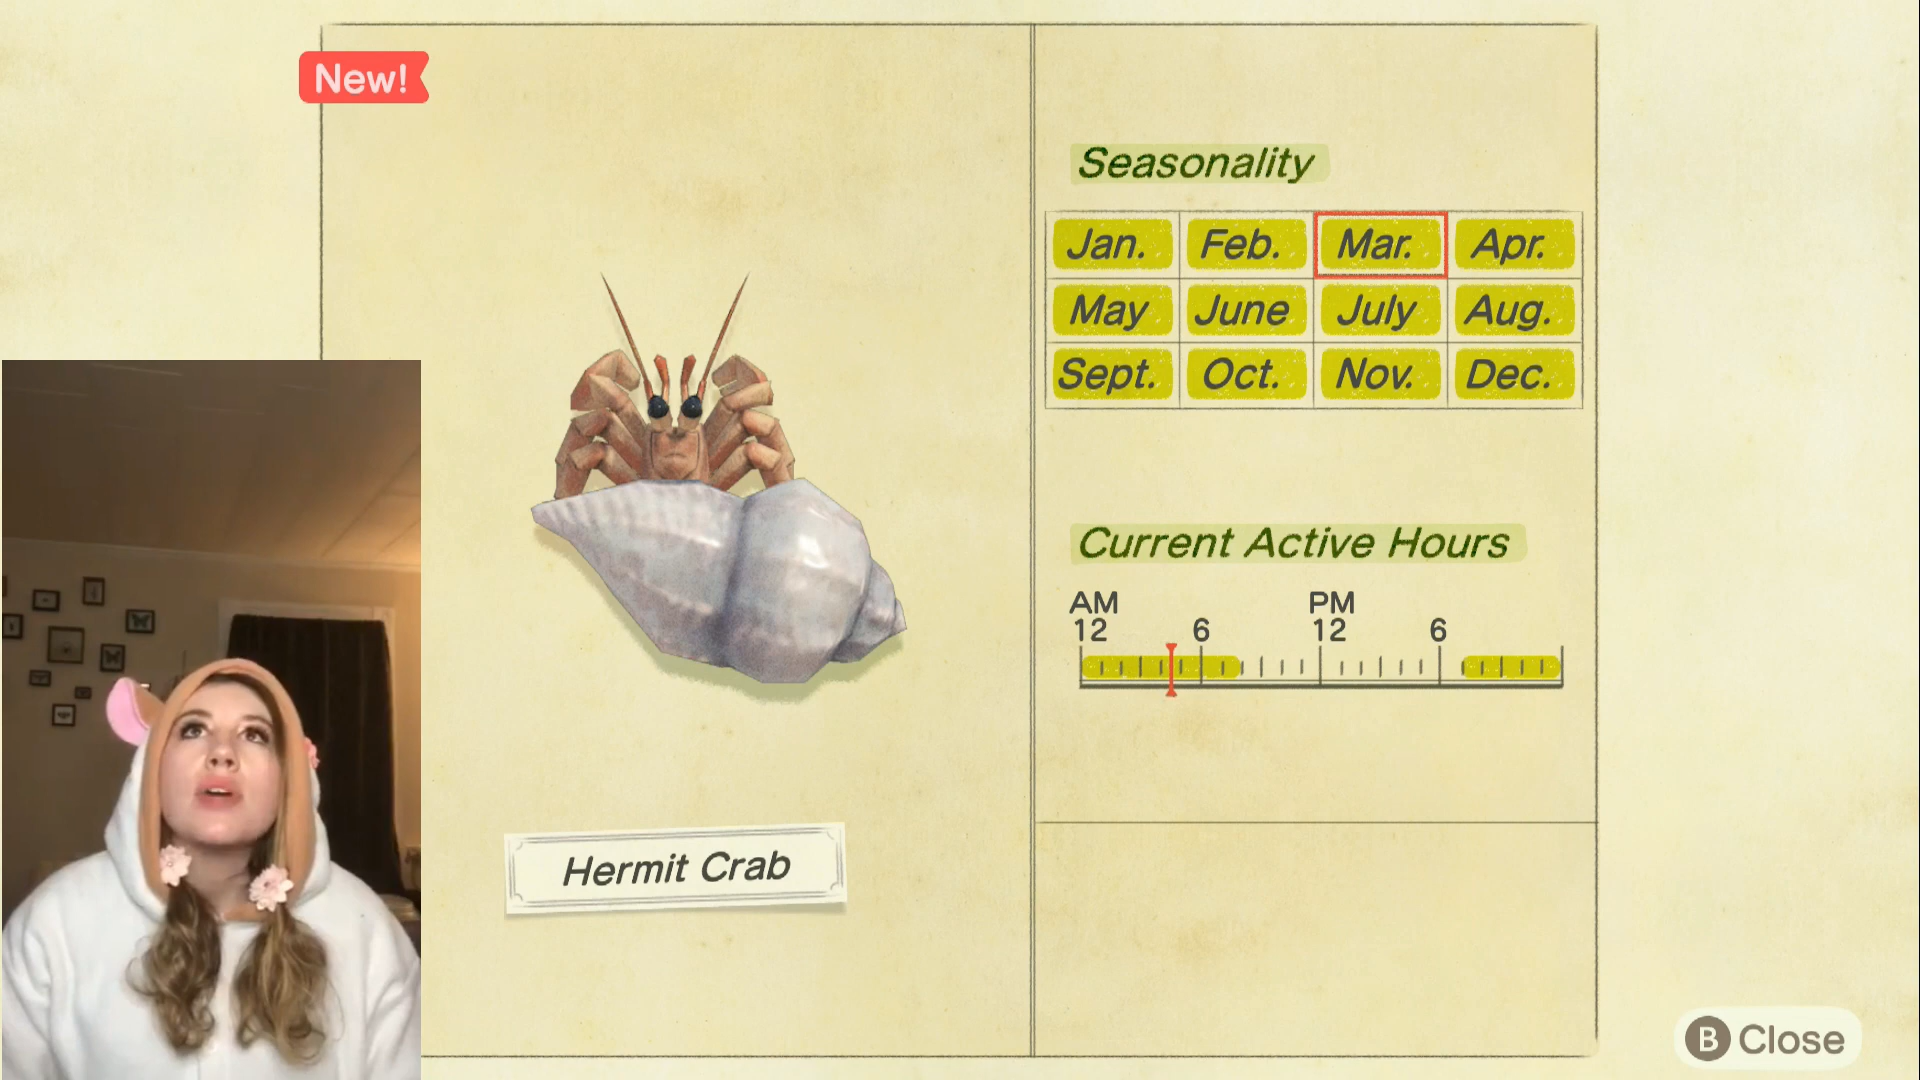 New!
Seasonality
Jan. Feb. Mar. Apr.
May June July Aug.
Sept. Oct. Nov. Dec.
Current Active Hours
AM PM
12 6 12 6
Hermit Crab
B Close